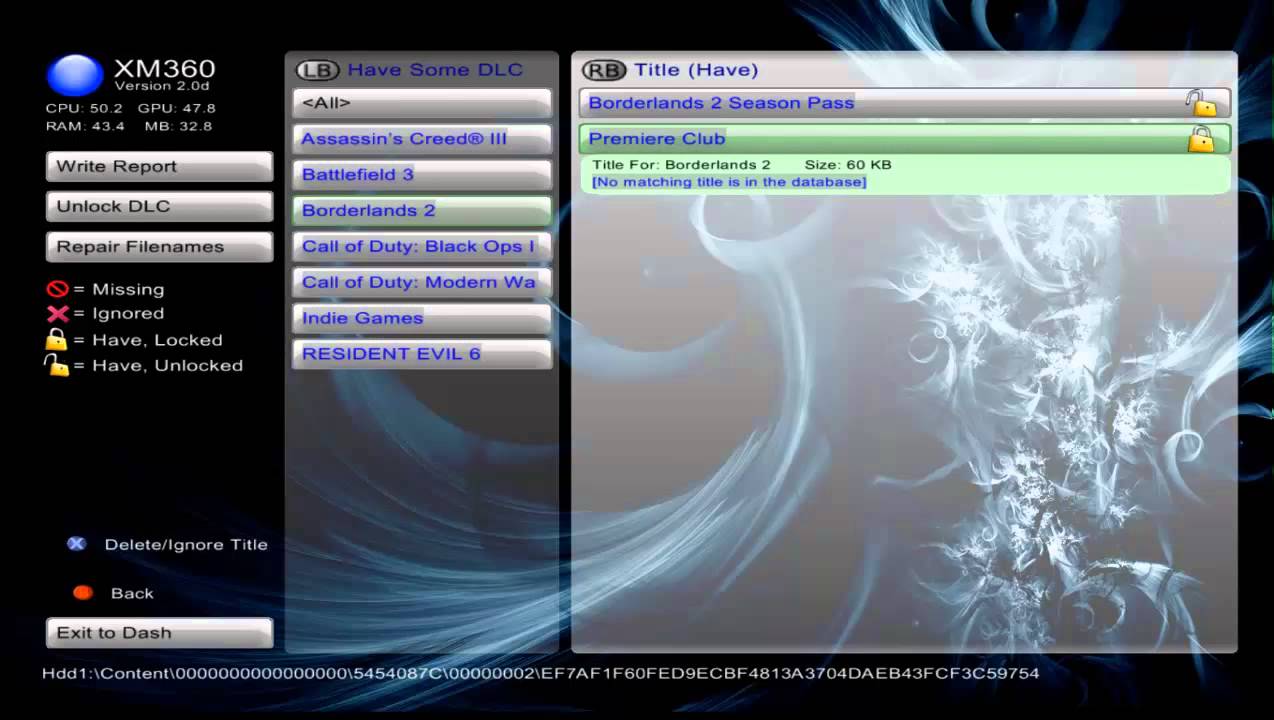 XM360
Version 2.0d
CPU: 50.2 GPU: 47.8
RAM: 43.4 MB: 32.8
Write Report
Unlock DLC
Repair Filenames
= Missing
= Ignored
= Have, Locked
= Have, Unlocked
X Delete/Ignore Title
Back
Exit to Dash
LB Have Some DLC
<All>
Assassin's Creed® III
Battlefield 3
Borderlands 2
Call of Duty: Black Ops I
Call of Duty: Modern Wa
Indie Games
RESIDENT EVIL 6
RB Title (Have)
Borderlands 2 Season Pass
Premiere Club
Title For: Borderlands 2 Size: 60 KB
[No matching title is in the database]
Hdd1:\Content\0000000000000000\5454087C\00000002\EF7AF1F60FED9ECBF4813A3704DAEB43FCF3C59754